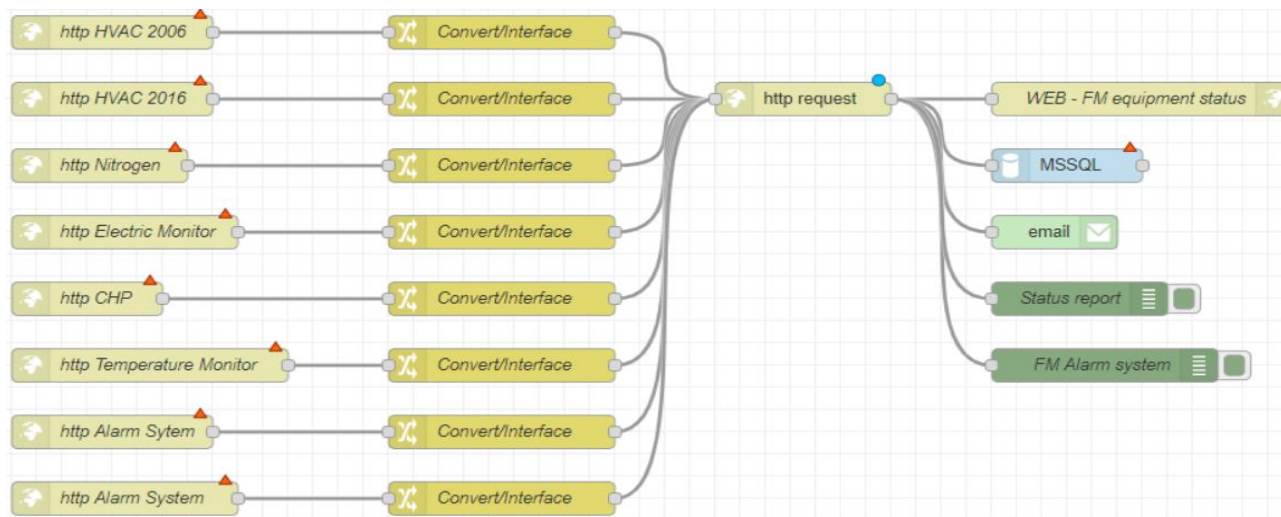 http HVAC 2006
Convert/Interface
http HVAC 2016
Convert/Interface
http request
WEB - FM equipment status
http Nitrogen
Convert/Interface
MSSQL
http Electric Monitor
Convert/Interface
email
http CHP
Convert/Interface
Status report
http Temperature Monitor
Convert/Interface
FM Alarm system
http Alarm Sytem
Convert/Interface
http Alarm System
Convert/Interface